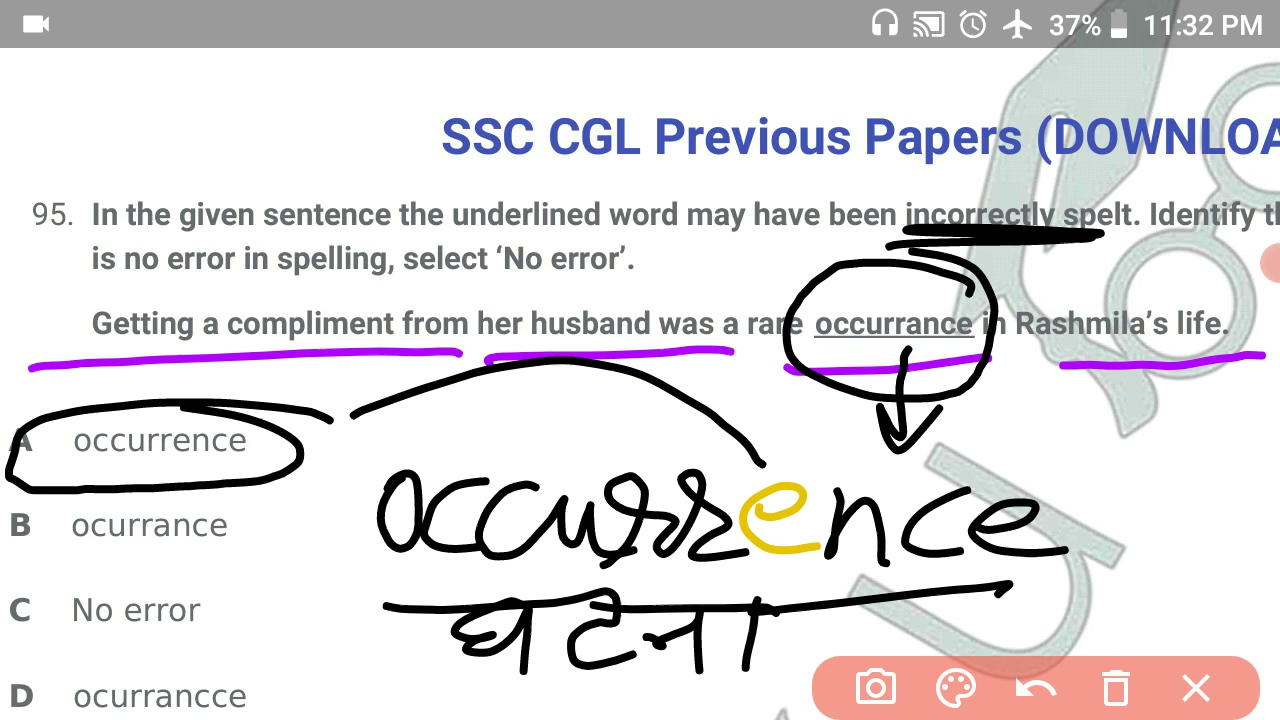 37% 11:32 PM
SSC CGL Previous Papers (DOWNLOA
95. In the given sentence the underlined word may have been incorrectly spelt. Identify t
is no error in spelling, select ‘No error’.
Getting a compliment from her husband was a rare occurrance in Rashmila’s life.
A occurrence
occurrence
B ocurrance
C No error
घटना
D ocurrancce